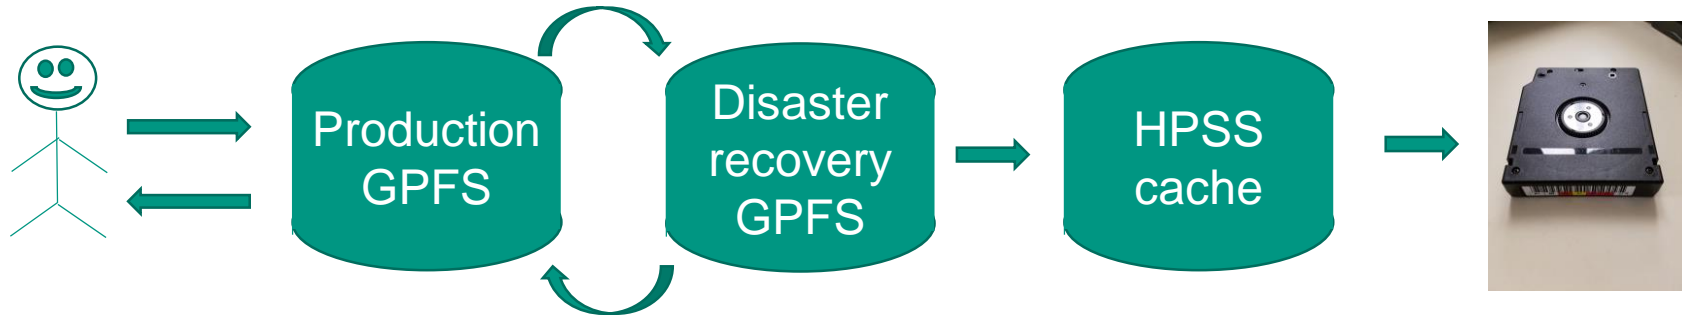 Production
GPFS
Disaster
recovery
GPFS
HPSS
cache